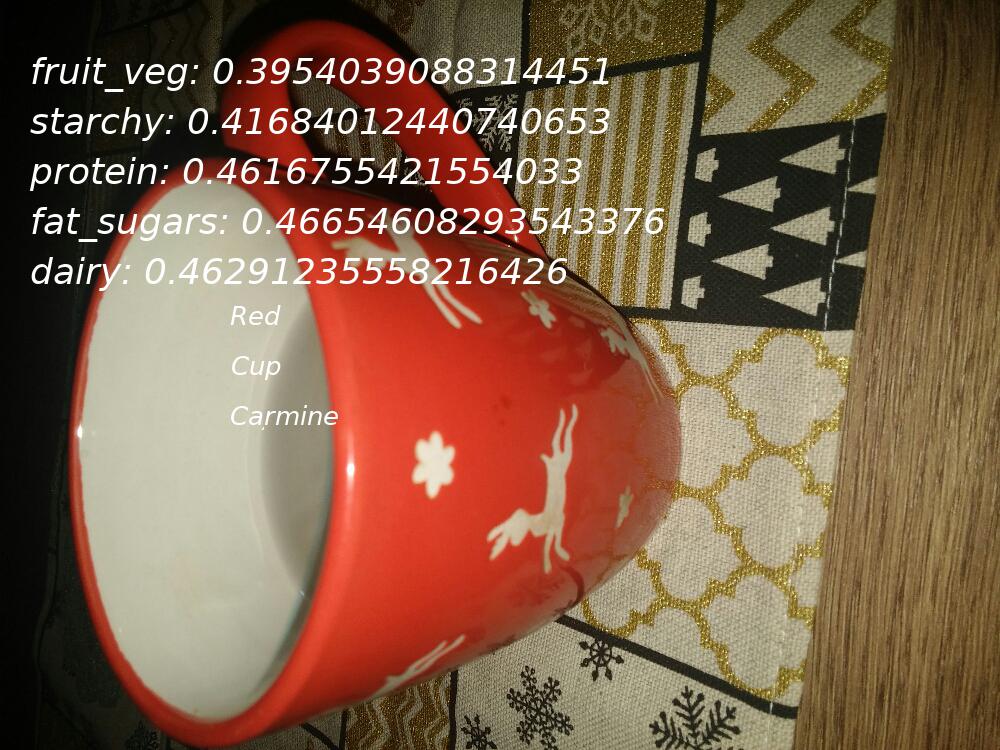 fruit_veg: 0.3954039088314451
starchy: 0.41684012440740653
protein: 0.4616755421554033
fat_sugars: 0.46654608293543376
dairy: 0.46291235558216426
Red
Cup
Carmine